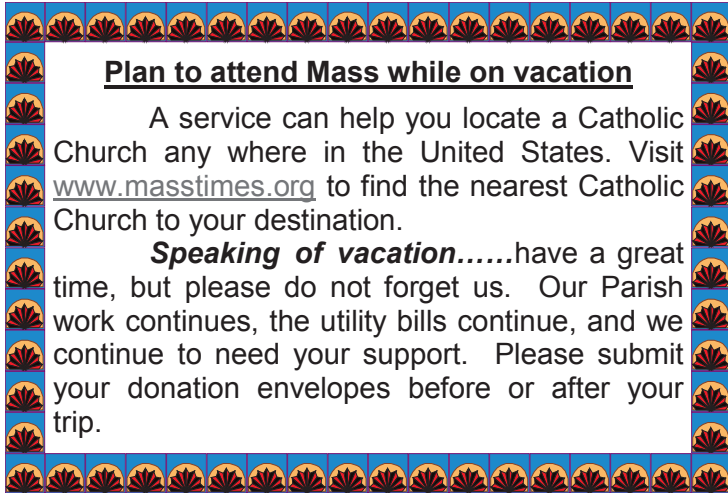 Plan to attend Mass while on vacation
A service can help you locate a Catholic
Church any where in the United States. Visit
www.masstimes.org to find the nearest Catholic
Church to your destination.
Speaking of vacation……have a great
time, but please do not forget us. Our Parish
work continues, the utility bills continue, and we
continue to need your support. Please submit
your donation envelopes before or after your
trip.